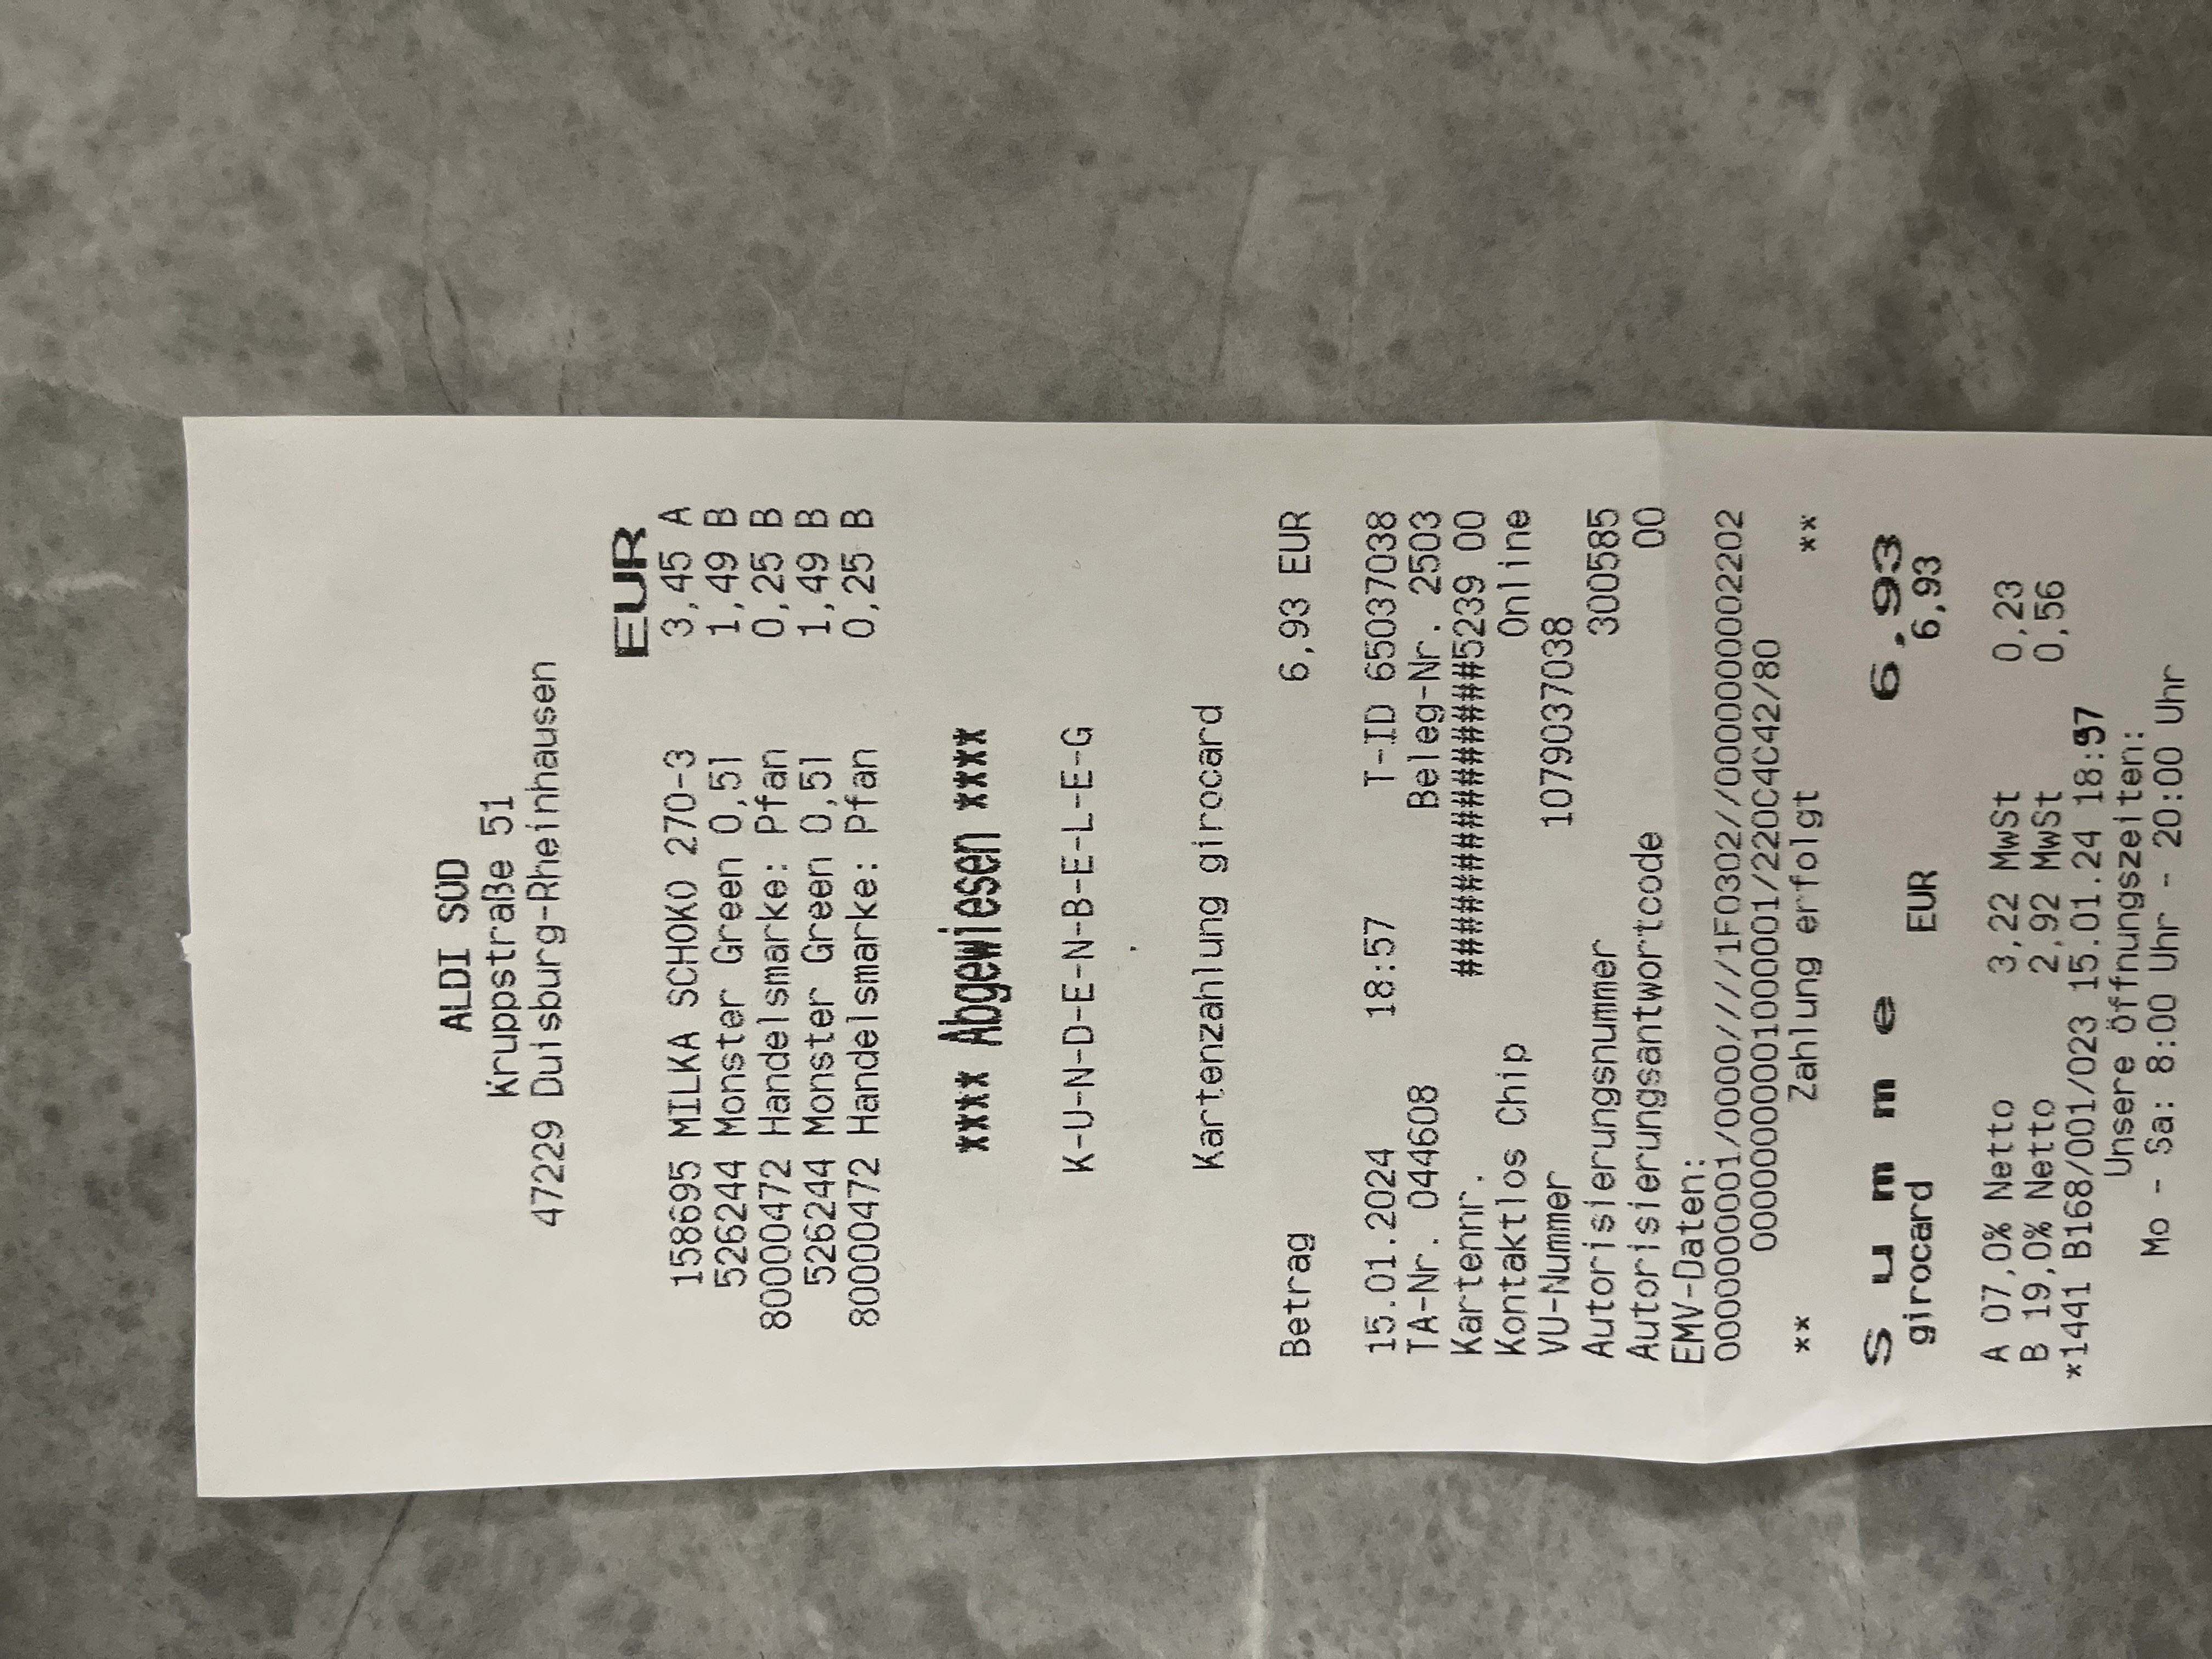 ALDI SÜD
Kruppstraße 51
47229 Duisburg-Rheinhausen
EUR
158695 MILKA SCHOKO 270-3 3,45 A
526244 Monster Green 0,5l 1,49 B
80000472 Handelsmarke: Pfan 0,25 B
526244 Monster Green 0,5l 1,49 B
80000472 Handelsmarke: Pfan 0,25 B
**** Abgewiesen ****
K-U-N-D-E-N-B-E-L-E-G
.
Kartenzahlung girocard
Betrag 6,93 EUR
15.01.2024 18:57 T-ID 65037038
TA-Nr. 044608 Beleg-Nr. 2503
Kartennr. ###############5239 00
Kontaktlos Chip Online
VU-Nummer 1079037038
Autorisierungsnummer 300585
Autorisierungsantwortcode 00
EMV-Daten:
0000000001/0000////1F0302//0000000002202
00000000001000001/220C4C42/80
** Zahlung erfolgt **
S u m m e 6,93
girocard EUR 6,93
A 07,0% Netto 3,22 MwSt 0,23
B 19,0% Netto 2,92 MwSt 0,56
*1441 B168/001/023 15.01.24 18:57
Unsere Öffnungszeiten:
Mo - Sa: 8:00 Uhr - 20:00 Uhr